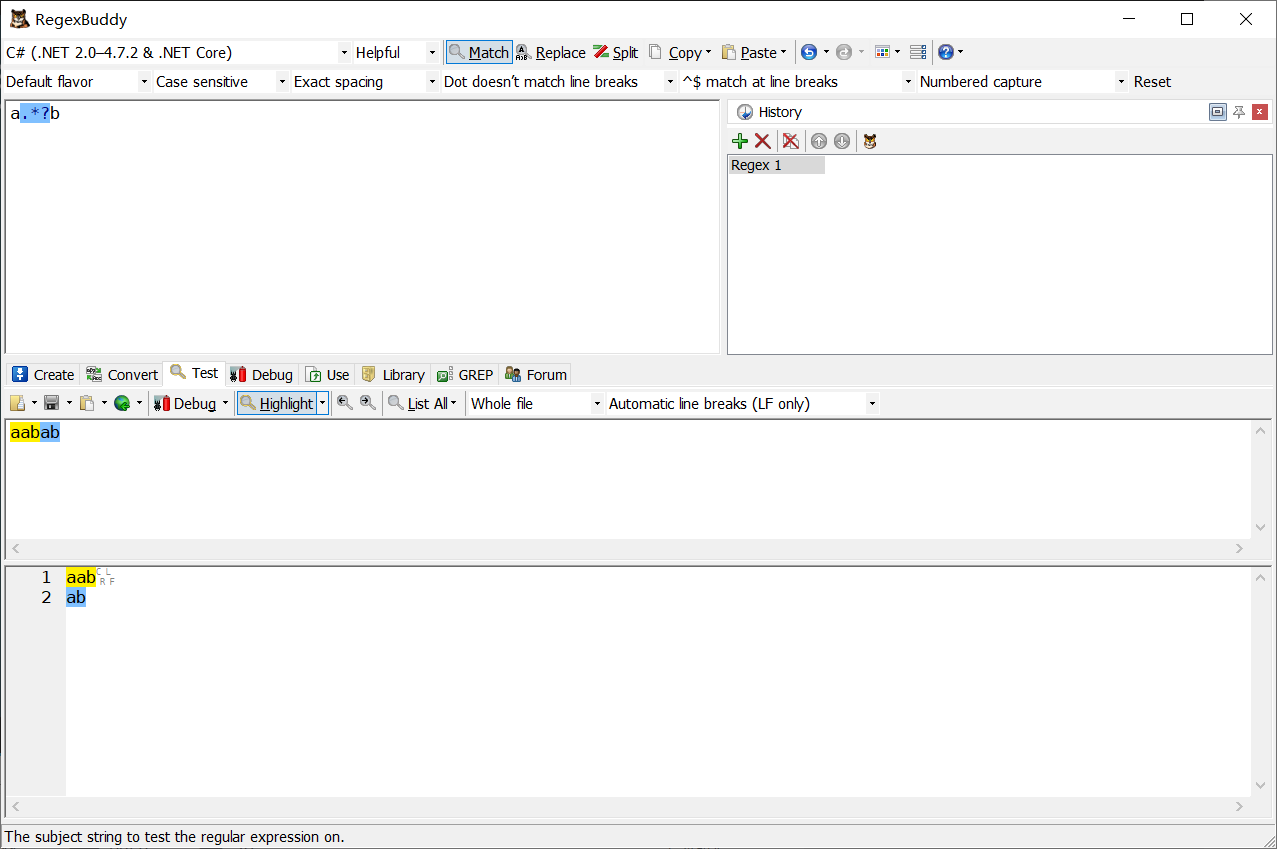 RegexBuddy
C# (.NET 2.0–4.7.2 & .NET Core) Helpful Match Replace Split Copy Paste
Default flavor Case sensitive Exact spacing Dot doesn't match line breaks ^$ match at line breaks Numbered capture Reset
a.*?b
History
Regex 1
Create Convert Test Debug Use Library GREP Forum
Debug Highlight List All Whole file Automatic line breaks (LF only)
aabab
1 aab CR LF
2 ab
The subject string to test the regular expression on.